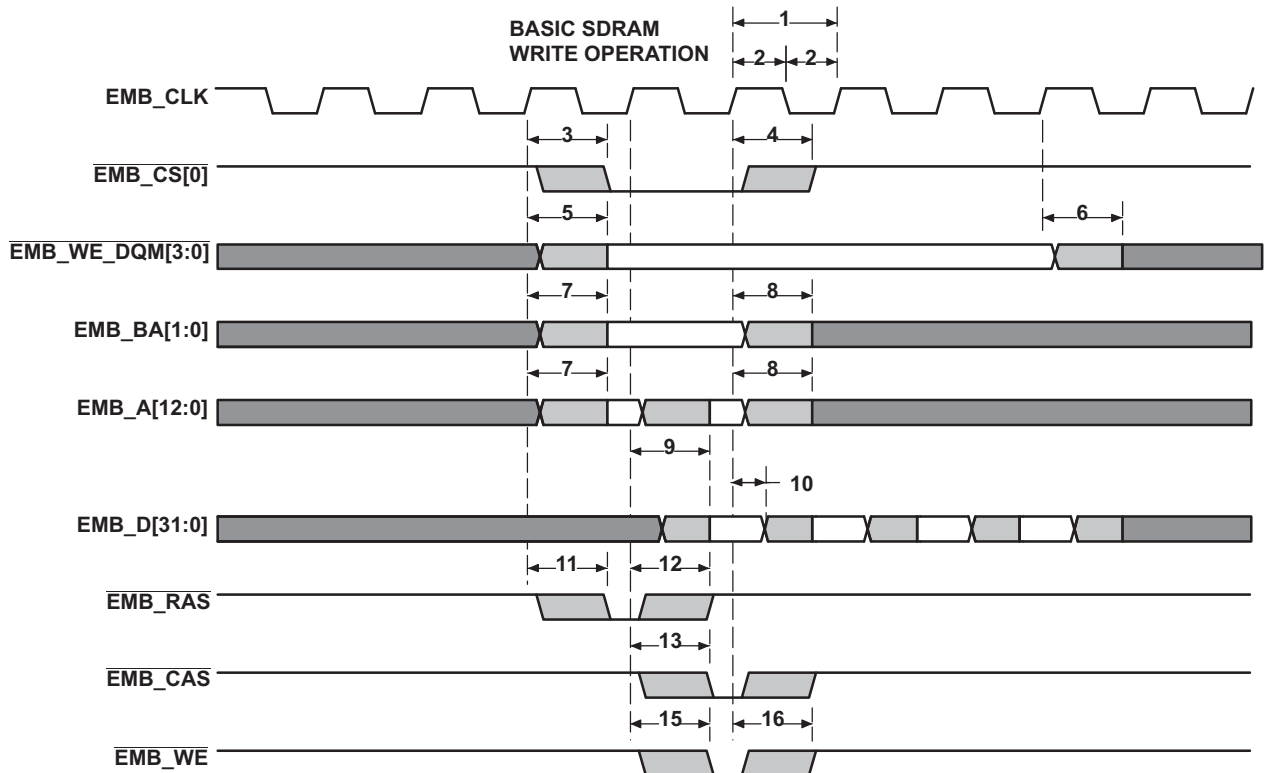 BASIC SDRAM
WRITE OPERATION
1
2 2
EMB_CLK
3 4
EMB_CS[0]
5 6
EMB_WE_DQM[3:0]
7 8
EMB_BA[1:0]
7 8
EMB_A[12:0]
9
10
EMB_D[31:0]
11 12
EMB_RAS
13
EMB_CAS
15 16
EMB_WE